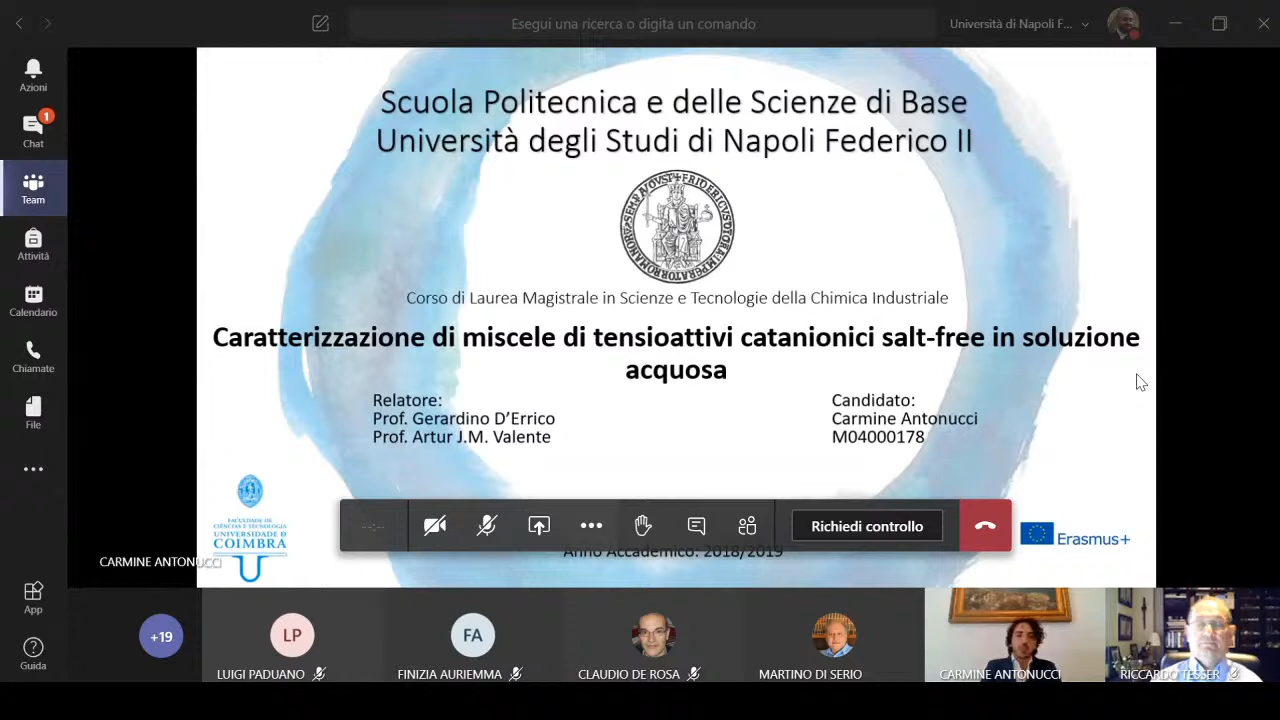 Esegui una ricerca o digita un comando
Università di Napoli F...
Azioni
1
Chat
Team
Attività
Calendario
Chiamate
File
App
Guida
Scuola Politecnica e delle Scienze di Base
Università degli Studi di Napoli Federico II
Corso di Laurea Magistrale in Scienze e Tecnologie della Chimica Industriale
Caratterizzazione di miscele di tensioattivi catanionici salt-free in soluzione
acquosa
Relatore:
Prof. Gerardino D'Errico
Prof. Artur J.M. Valente
Candidato:
Carmine Antonucci
M04000178
FACULDADE DE
CIÊNCIAS E TECNOLOGIA
UNIVERSIDADE D
COIMBRA
Richiedi controllo
Anno Accademico: 2018/2019
Erasmus+
CARMINE ANTONUCCI
+19
LP
LUIGI PADUANO
FA
FINIZIA AURIEMMA
CLAUDIO DE ROSA
MARTINO DI SERIO
CARMINE ANTONUCCI
RICCARDO TESSER